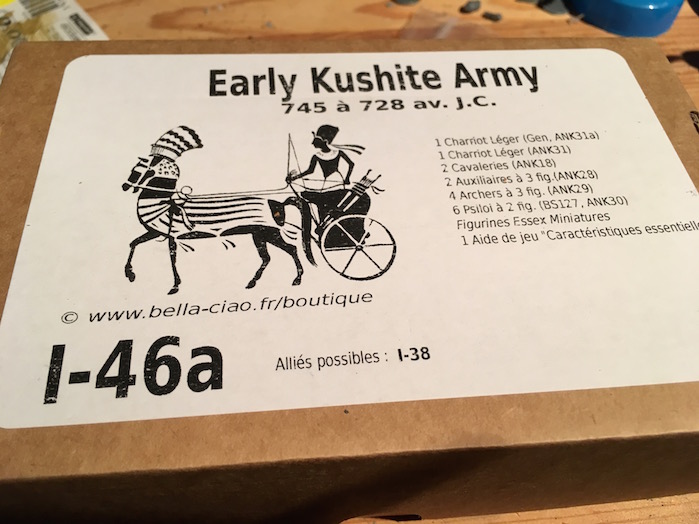 Early Kushite Army
745 à 728 av. J.C.
1 Charriot Léger (Gen, ANK31a)
1 Charriot Léger (ANK31)
2 Cavaleries (ANK18)
2 Auxiliaires à 3 fig.(ANK28)
4 Archers à 3 fig. (ANK29)
6 Psiloi à 2 fig. (BS127, ANK30)
Figurines Essex Miniatures
1 Aide de jeu "Caractéristiques essentielle
© www.bella-ciao.fr/boutique
I-46a
Alliés possibles : I-38